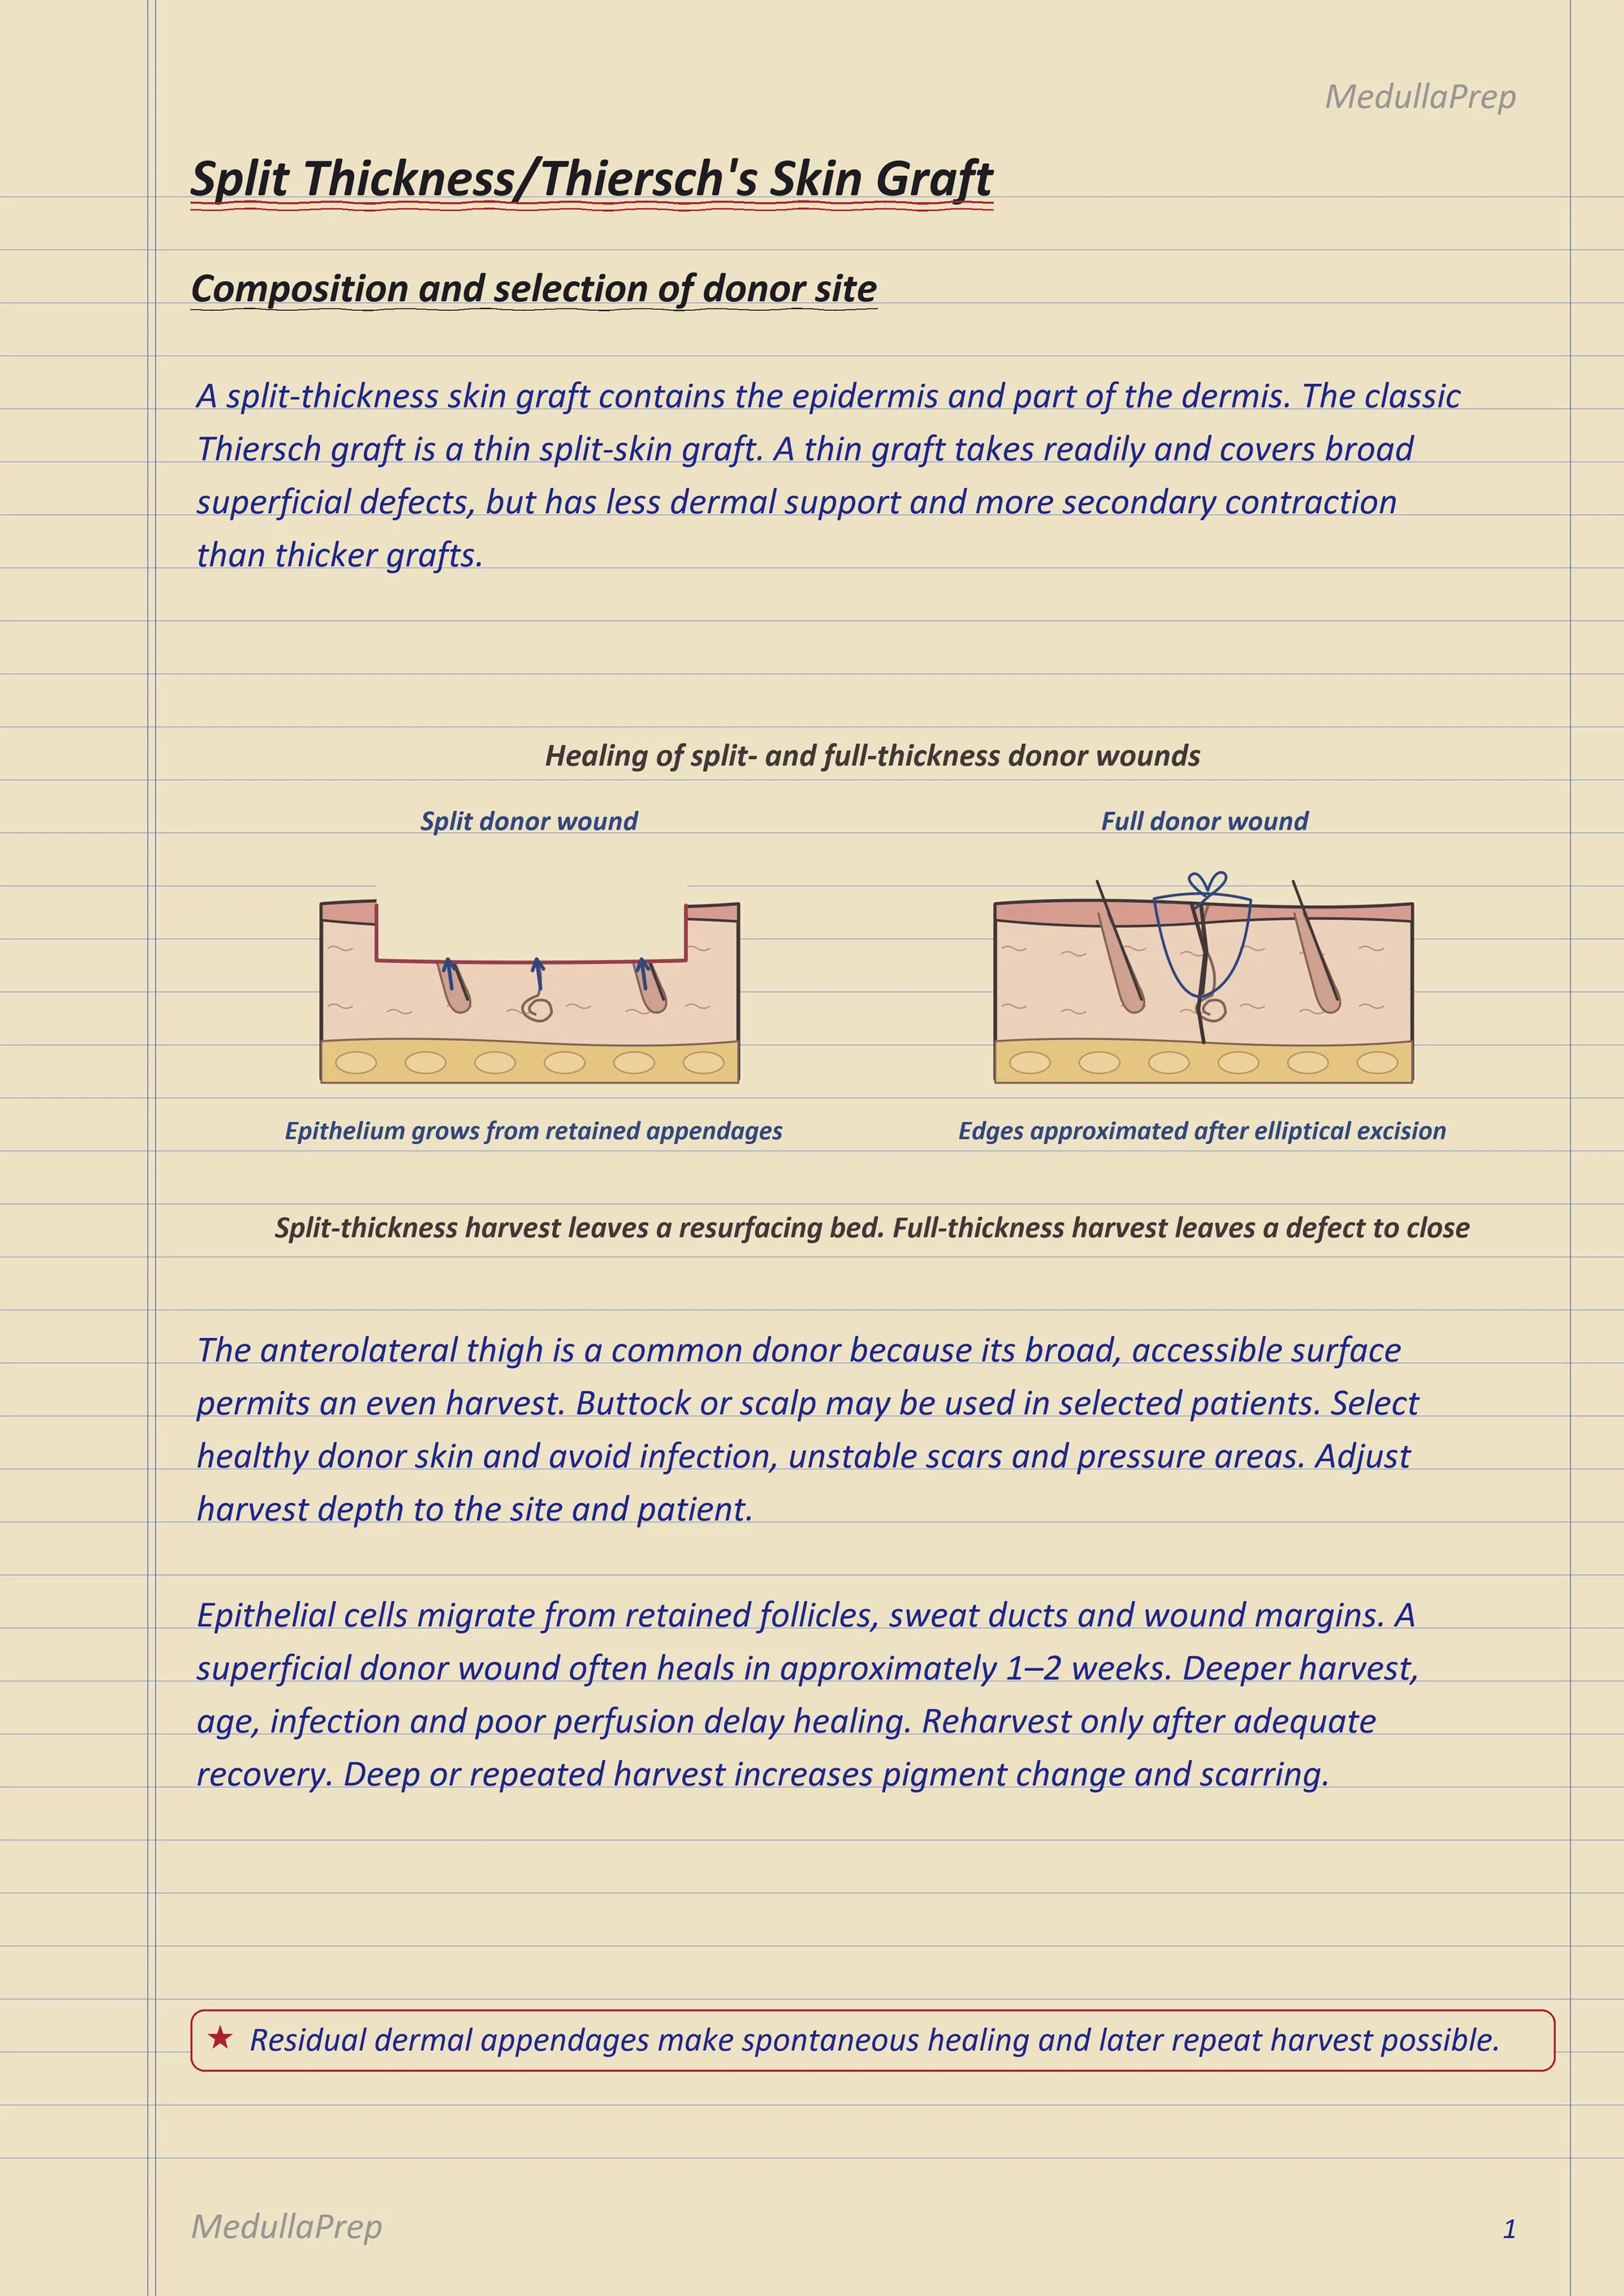 MedullaPrep
Split Thickness/Thiersch's Skin Graft
Composition and selection of donor site
A split-thickness skin graft contains the epidermis and part of the dermis. The classic
Thiersch graft is a thin split-skin graft. A thin graft takes readily and covers broad
superficial defects, but has less dermal support and more secondary contraction
than thicker grafts.
Healing of split- and full-thickness donor wounds
Split donor wound
Full donor wound
Epithelium grows from retained appendages
Edges approximated after elliptical excision
Split-thickness harvest leaves a resurfacing bed. Full-thickness harvest leaves a defect to close
The anterolateral thigh is a common donor because its broad, accessible surface
permits an even harvest. Buttock or scalp may be used in selected patients. Select
healthy donor skin and avoid infection, unstable scars and pressure areas. Adjust
harvest depth to the site and patient.
Epithelial cells migrate from retained follicles, sweat ducts and wound margins. A
superficial donor wound often heals in approximately 1–2 weeks. Deeper harvest,
age, infection and poor perfusion delay healing. Reharvest only after adequate
recovery. Deep or repeated harvest increases pigment change and scarring.
★ Residual dermal appendages make spontaneous healing and later repeat harvest possible.
MedullaPrep
1